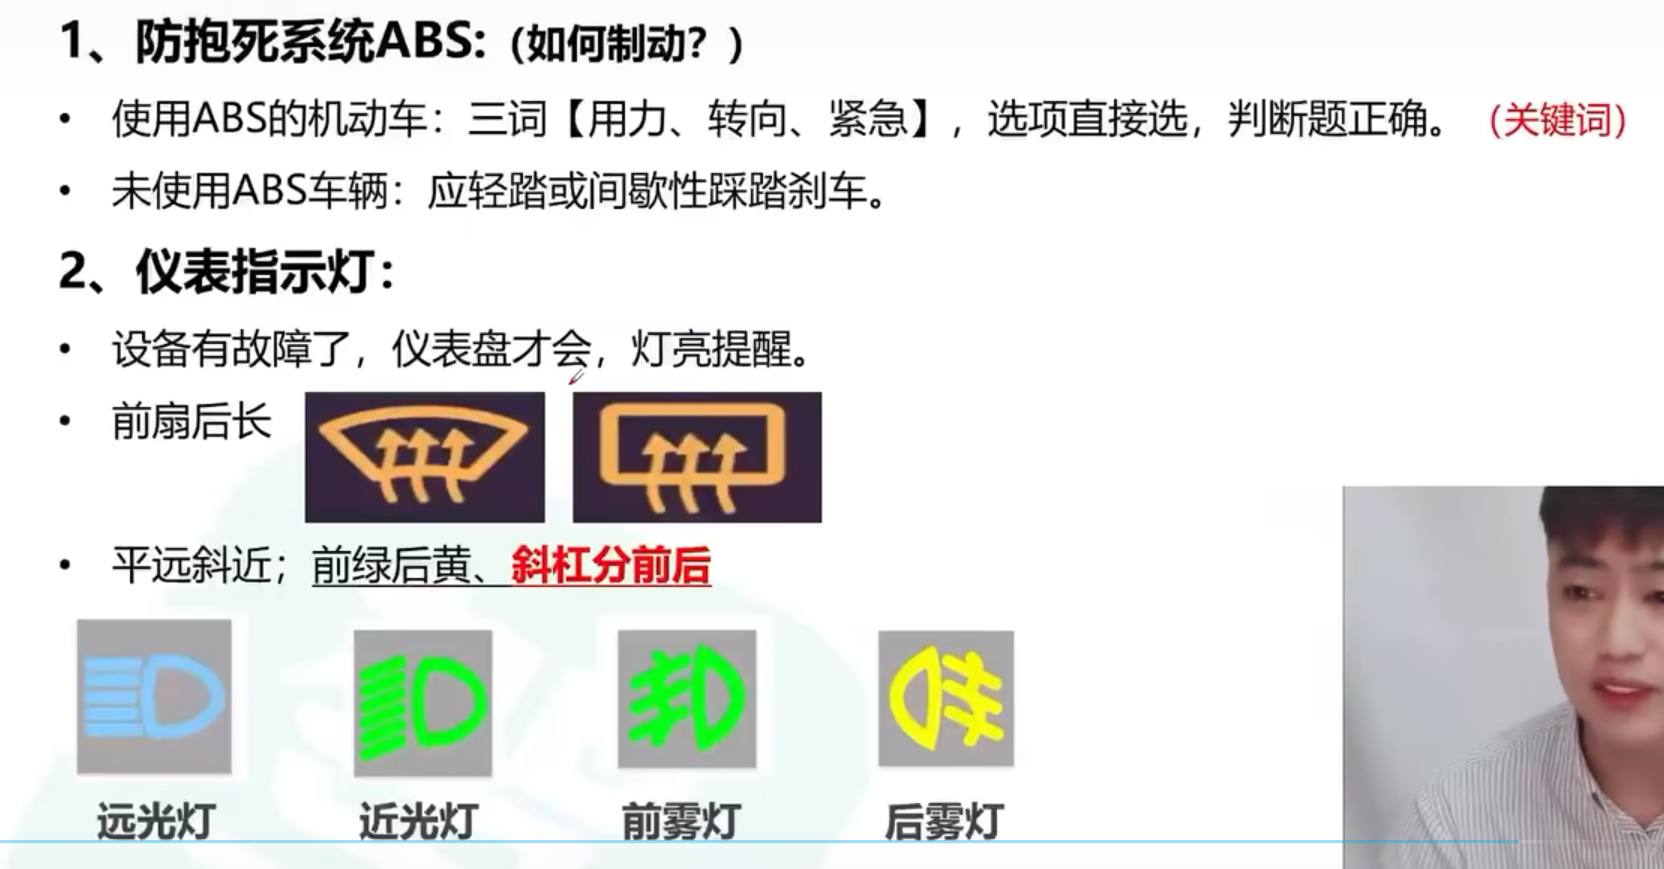 1、防抱死系统ABS:（如何制动？）
• 使用ABS的机动车：三词【用力、转向、紧急】，选项直接选，判断题正确。（关键词）
• 未使用ABS车辆：应轻踏或间歇性踩踏刹车。
2、仪表指示灯：
• 设备有故障了，仪表盘才会，灯亮提醒。
• 前扇后长
• 平远斜近；前绿后黄、斜杠分前后
远光灯 近光灯 前雾灯 后雾灯